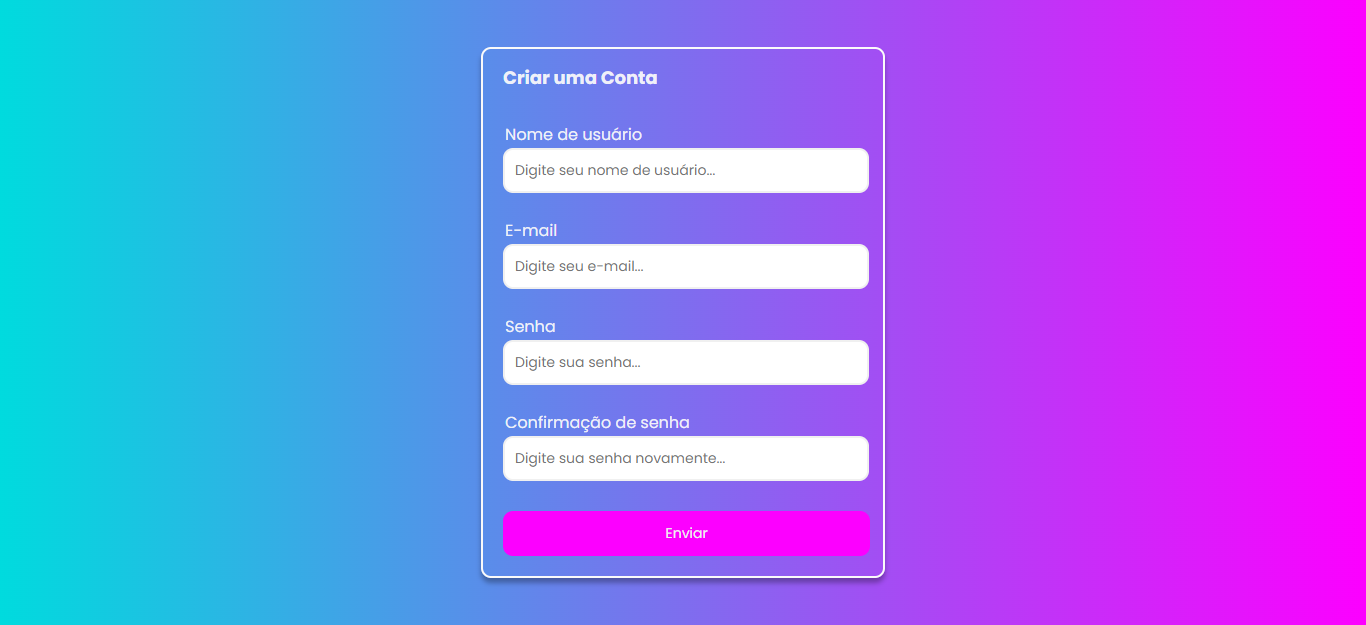 Criar uma Conta
Nome de usuário
Digite seu nome de usuário...
E-mail
Digite seu e-mail...
Senha
Digite sua senha...
Confirmação de senha
Digite sua senha novamente...
Enviar